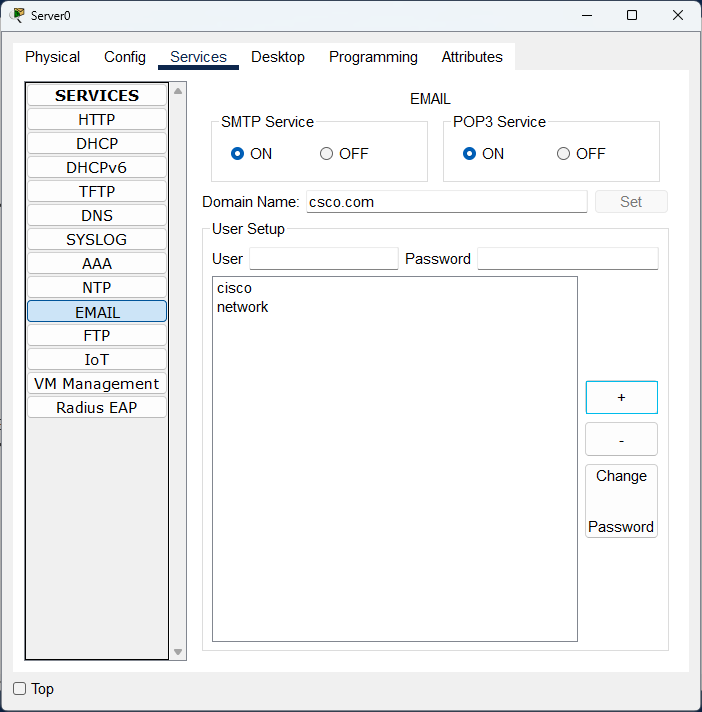 Server0
Physical Config Services Desktop Programming Attributes
SERVICES
HTTP
DHCP
DHCPv6
TFTP
DNS
SYSLOG
AAA
NTP
EMAIL
FTP
IoT
VM Management
Radius EAP
EMAIL
SMTP Service
ON OFF
POP3 Service
ON OFF
Domain Name: csco.com Set
User Setup
User Password
cisco
network
+
-
Change
Password
Top